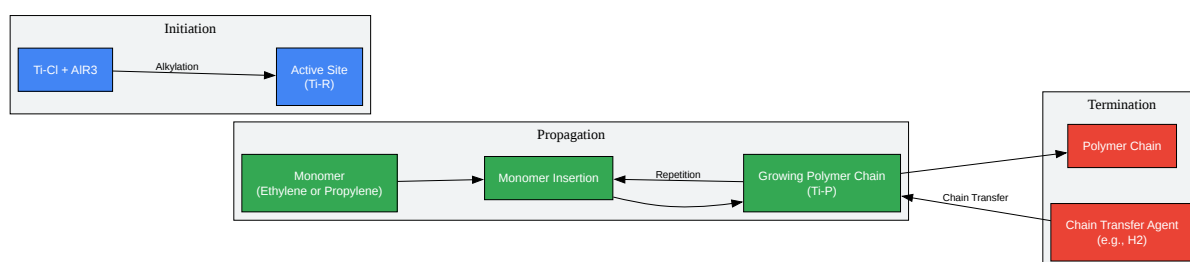 Initiation
Ti-Cl + AlR3
Alkylation
Active Site
(Ti-R)
Propagation
Monomer
(Ethylene or Propylene)
Monomer Insertion
Repetition
Growing Polymer Chain
(Ti-P)
Termination
Polymer Chain
Chain Transfer
Chain Transfer Agent
(e.g., H2)